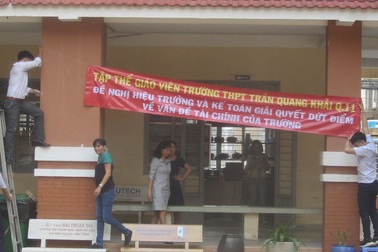 TẬP THỂ GIÁO VIÊN TRƯỜNG THPT TRẦN QUANG KHẢI Q.11
ĐỀ NGHỊ HIỆU TRƯỞNG VÀ KẾ TOÁN GIẢI QUYẾT DỨT ĐIỂM
VỀ VẤN ĐỀ TÀI CHÍNH CỦA TRƯỜNG
UTECH